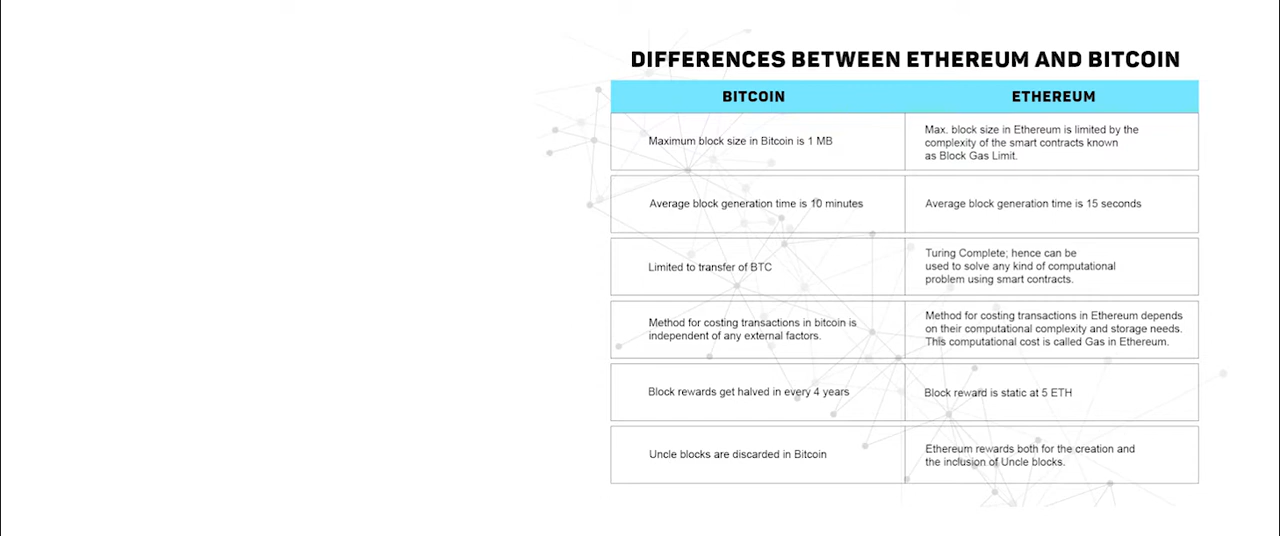 DIFFERENCES BETWEEN ETHEREUM AND BITCOIN
BITCOIN
ETHEREUM
Maximum block size in Bitcoin is 1 MB
Max. block size in Ethereum is limited by the
complexity of the smart contracts known
as Block Gas Limit.
Average block generation time is 10 minutes
Average block generation time is 15 seconds
Limited to transfer of BTC
Turing Complete; hence can be
used to solve any kind of computational
problem using smart contracts.
Method for costing transactions in bitcoin is
independent of any external factors.
Method for costing transactions in Ethereum depends
on their computational complexity and storage needs.
This computational cost is called Gas in Ethereum.
Block rewards get halved in every 4 years
Block reward is static at 5 ETH
Uncle blocks are discarded in Bitcoin
Ethereum rewards both for the creation and
the inclusion of Uncle blocks.